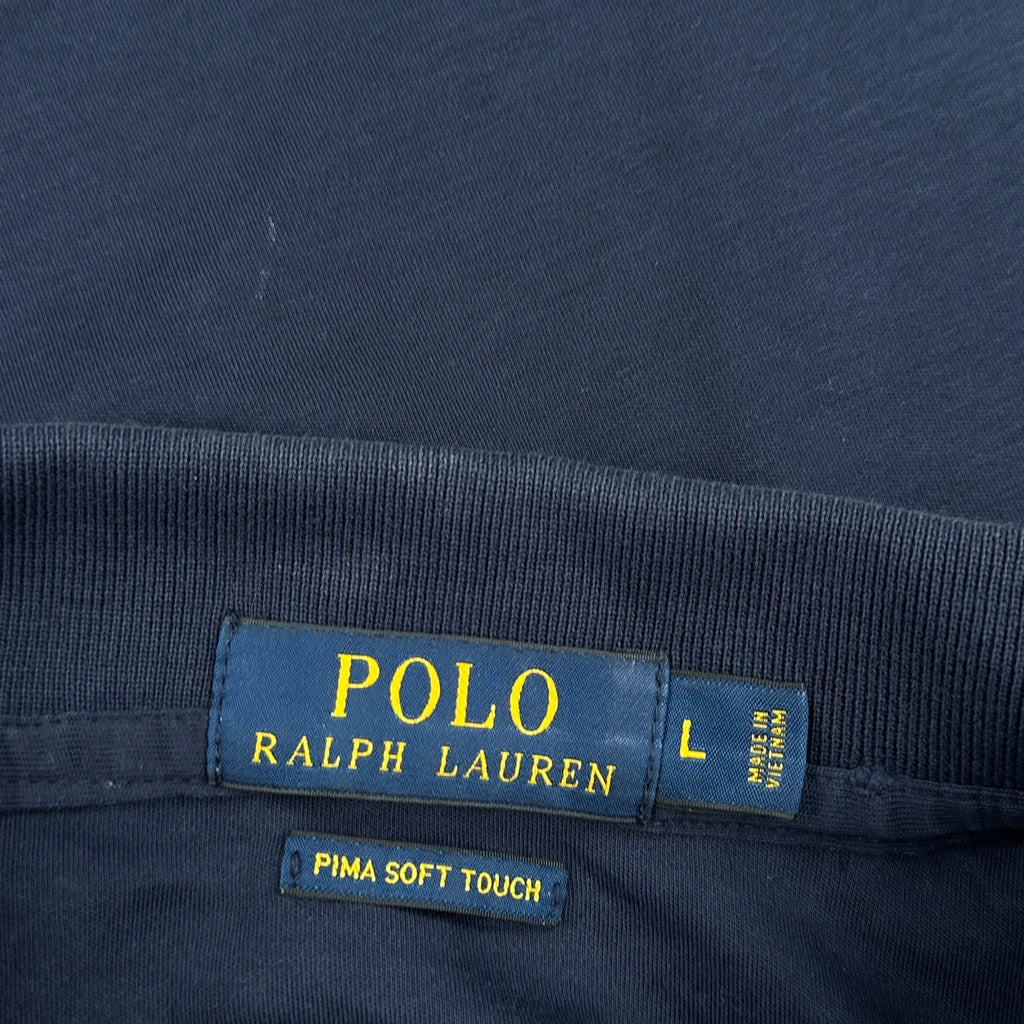 POLO
RALPH LAUREN
L
MADE IN
VIETNAM
PIMA SOFT TOUCH